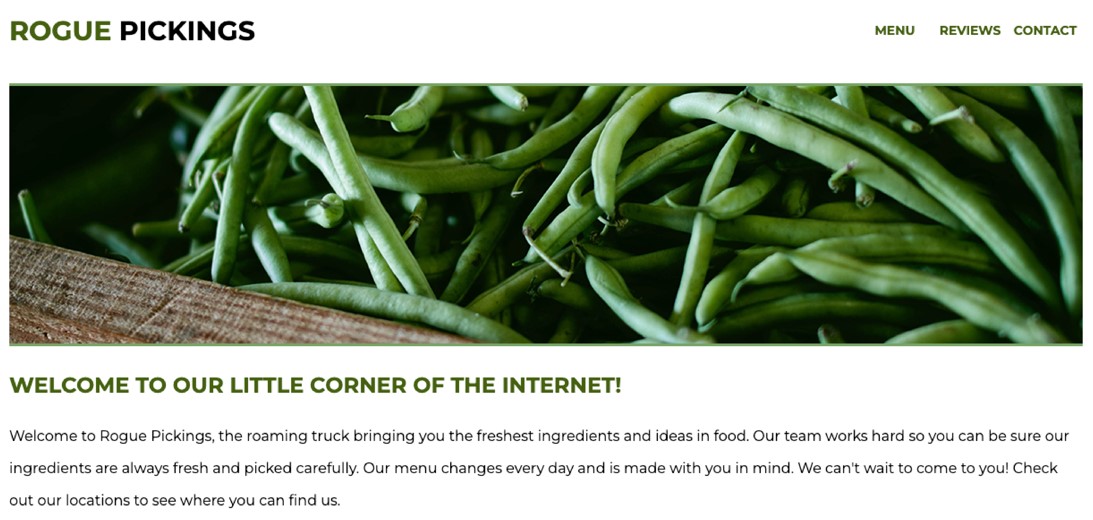 ROGUE PICKINGS
MENU REVIEWS CONTACT
WELCOME TO OUR LITTLE CORNER OF THE INTERNET!
Welcome to Rogue Pickings, the roaming truck bringing you the freshest ingredients and ideas in food. Our team works hard so you can be sure our
ingredients are always fresh and picked carefully. Our menu changes every day and is made with you in mind. We can't wait to come to you! Check
out our locations to see where you can find us.